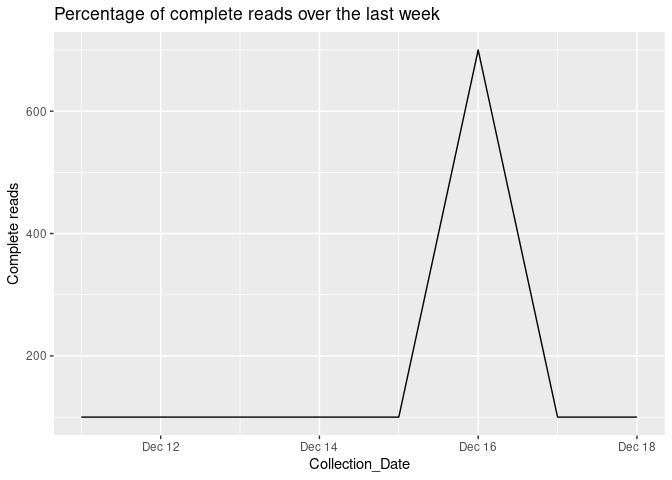 Percentage of complete reads over the last week
Complete reads
600
400
200
Dec 12
Dec 14
Dec 16
Dec 18
Collection_Date